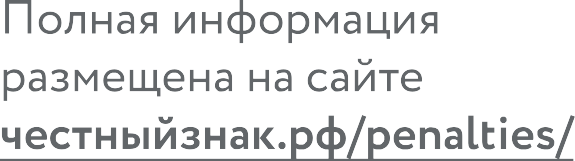 Полная информация
размещена на сайте
честныйзнак.рф/penalties/